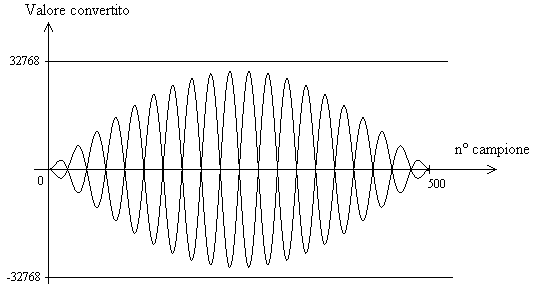 Valore convertito
32768
n° campione
0
500
-32768